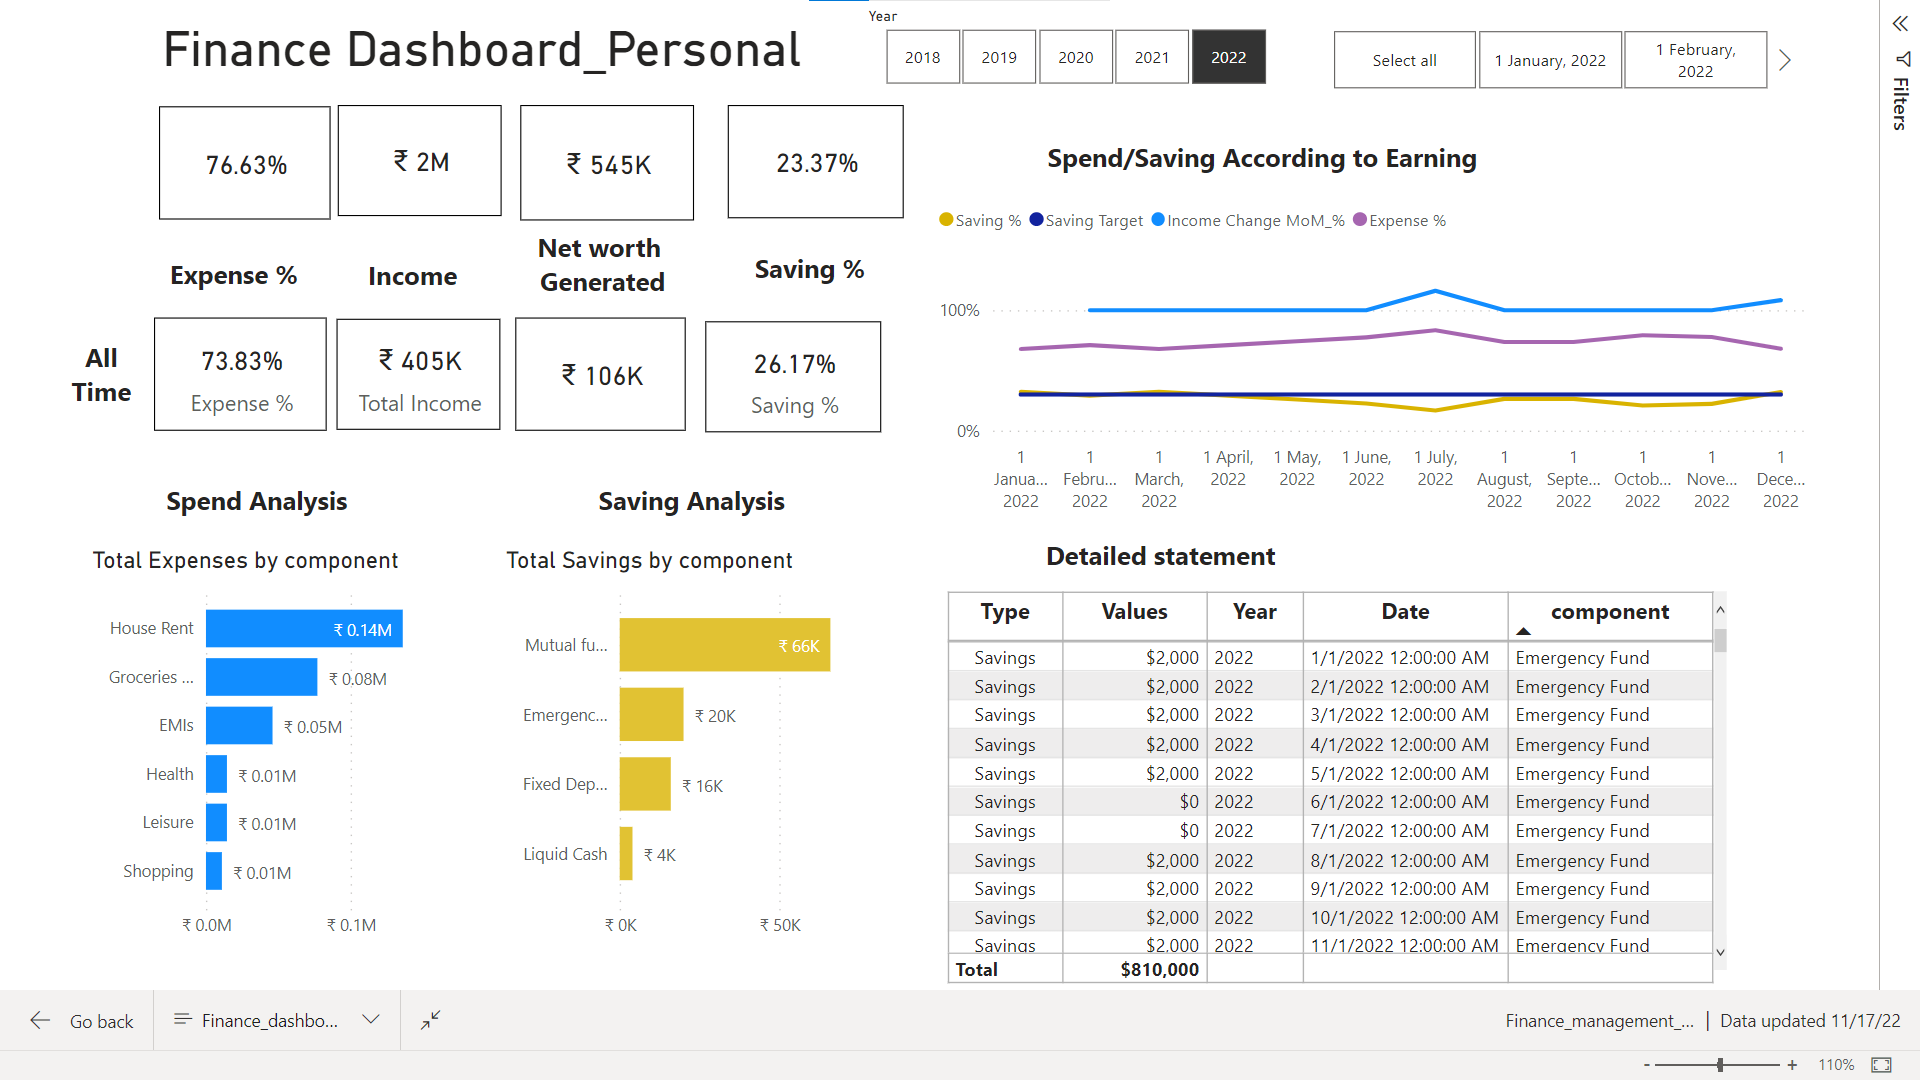 Finance Dashboard_Personal
Year
2018
2019
2020
2021
2022
Select all
1 January, 2022
1 February,
2022
Filters
76.63%
₹ 2M
₹ 545K
23.37%
Expense %
Income
Net worth
Generated
Saving %
All
Time
73.83%
Expense %
₹ 405K
Total Income
₹ 106K
26.17%
Saving %
Spend/Saving According to Earning
Saving % Saving Target Income Change MoM_% Expense %
100%
0%
1
Janua...
2022
1
Febru...
2022
1
March,
2022
1 April,
2022
1 May,
2022
1 June,
2022
1 July,
2022
1
August,
2022
1
Septe...
2022
1
Octob...
2022
1
Nove...
2022
1
Dece...
2022
Spend Analysis
Total Expenses by component
House Rent ₹ 0.14M
Groceries ... ₹ 0.08M
EMIs ₹ 0.05M
Health ₹ 0.01M
Leisure ₹ 0.01M
Shopping ₹ 0.01M
₹ 0.0M ₹ 0.1M
Saving Analysis
Total Savings by component
Mutual fu... ₹ 66K
Emergenc... ₹ 20K
Fixed Dep... ₹ 16K
Liquid Cash ₹ 4K
₹ 0K ₹ 50K
Detailed statement
Type Values Year Date component
Savings $2,000 2022 1/1/2022 12:00:00 AM Emergency Fund
Savings $2,000 2022 2/1/2022 12:00:00 AM Emergency Fund
Savings $2,000 2022 3/1/2022 12:00:00 AM Emergency Fund
Savings $2,000 2022 4/1/2022 12:00:00 AM Emergency Fund
Savings $2,000 2022 5/1/2022 12:00:00 AM Emergency Fund
Savings $0 2022 6/1/2022 12:00:00 AM Emergency Fund
Savings $0 2022 7/1/2022 12:00:00 AM Emergency Fund
Savings $2,000 2022 8/1/2022 12:00:00 AM Emergency Fund
Savings $2,000 2022 9/1/2022 12:00:00 AM Emergency Fund
Savings $2,000 2022 10/1/2022 12:00:00 AM Emergency Fund
Savings $2,000 2022 11/1/2022 12:00:00 AM Emergency Fund
Total $810,000
Go back
Finance_dashbo...
Finance_management_... | Data updated 11/17/22
- + 110%